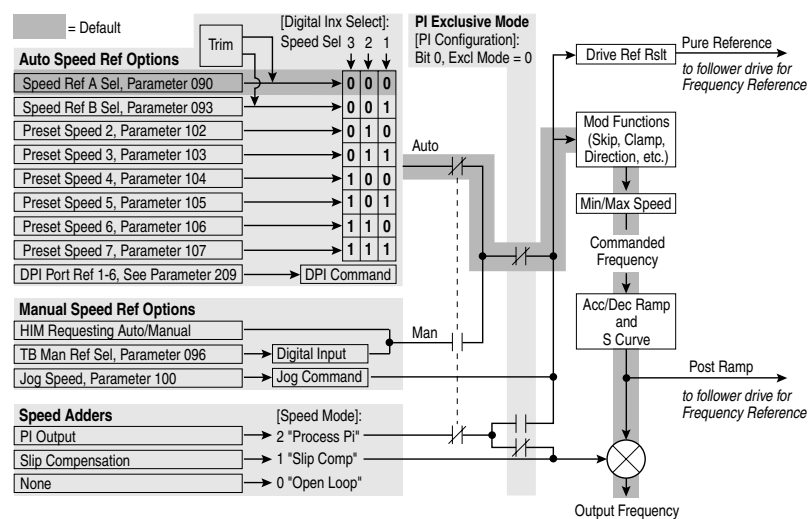 = Default
Trim
[Digital Inx Select]:
Speed Sel 3 2 1
PI Exclusive Mode
[PI Configuration]:
Bit 0, Excl Mode = 0
Auto Speed Ref Options
Speed Ref A Sel, Parameter 090
0 0 0
Speed Ref B Sel, Parameter 093
0 0 1
Preset Speed 2, Parameter 102
0 1 0
Preset Speed 3, Parameter 103
0 1 1
Preset Speed 4, Parameter 104
1 0 0
Preset Speed 5, Parameter 105
1 0 1
Preset Speed 6, Parameter 106
1 1 0
Preset Speed 7, Parameter 107
1 1 1
DPI Port Ref 1-6, See Parameter 209
DPI Command
Auto
Manual Speed Ref Options
HIM Requesting Auto/Manual
TB Man Ref Sel, Parameter 096
Digital Input
Jog Speed, Parameter 100
Jog Command
Man
Speed Adders
[Speed Mode]:
PI Output
2 "Process Pi"
Slip Compensation
1 "Slip Comp"
None
0 "Open Loop"
Drive Ref Rslt
Pure Reference
to follower drive for
Frequency Reference
Mod Functions
(Skip, Clamp,
Direction, etc.)
Min/Max Speed
Commanded
Frequency
Acc/Dec Ramp
and
S Curve
Post Ramp
to follower drive for
Frequency Reference
Output Frequency